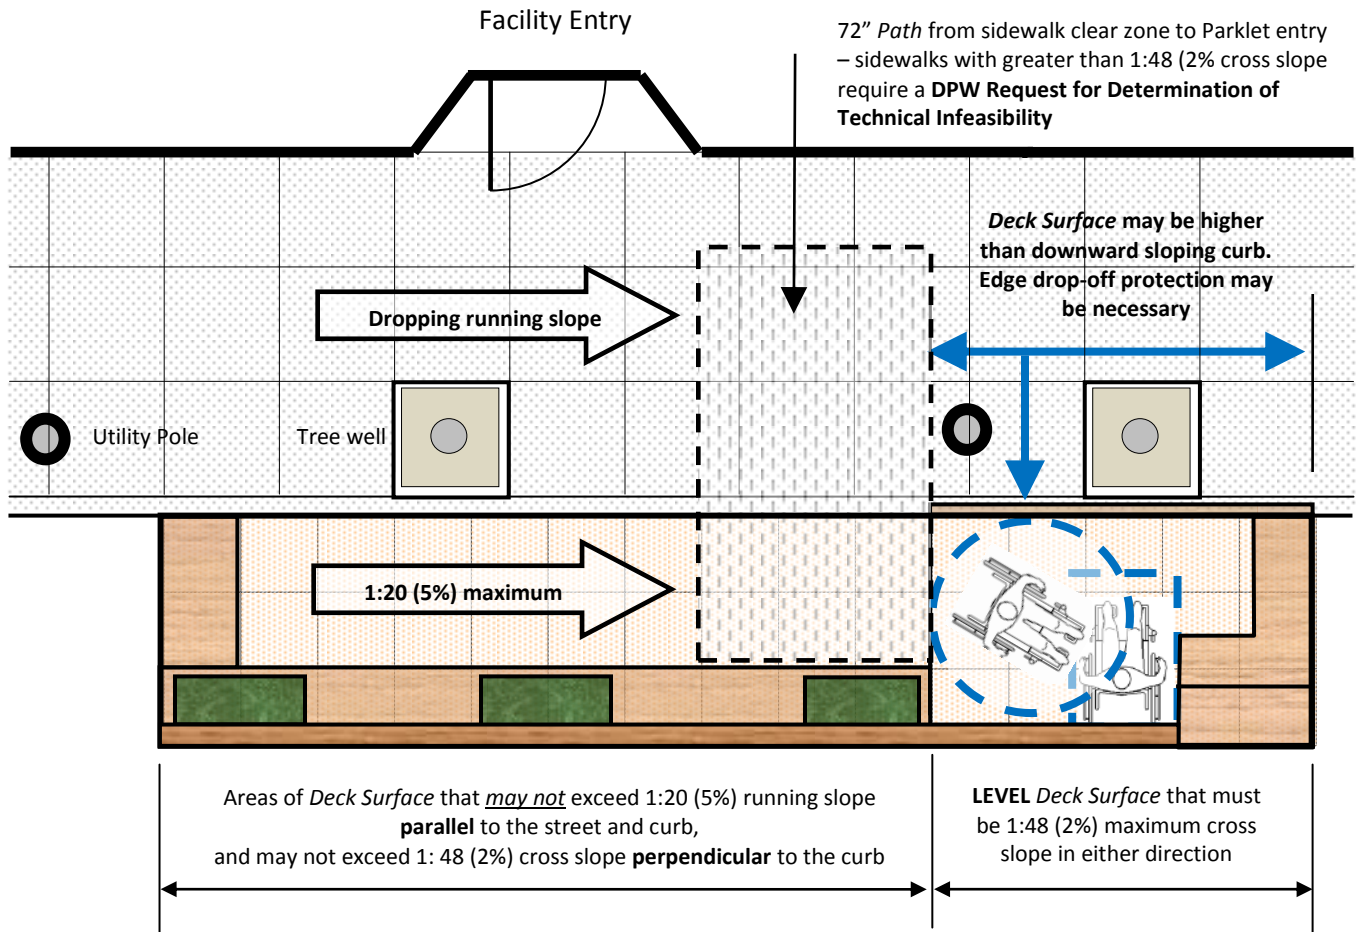 Facility Entry
72” Path from sidewalk clear zone to Parklet entry
– sidewalks with greater than 1:48 (2% cross slope
require a DPW Request for Determination of
Technical Infeasibility
Deck Surface may be higher
than downward sloping curb.
Edge drop-off protection may
be necessary
Dropping running slope
Utility Pole
Tree well
1:20 (5%) maximum
Areas of Deck Surface that may not exceed 1:20 (5%) running slope
parallel to the street and curb,
and may not exceed 1: 48 (2%) cross slope perpendicular to the curb
LEVEL Deck Surface that must
be 1:48 (2%) maximum cross
slope in either direction